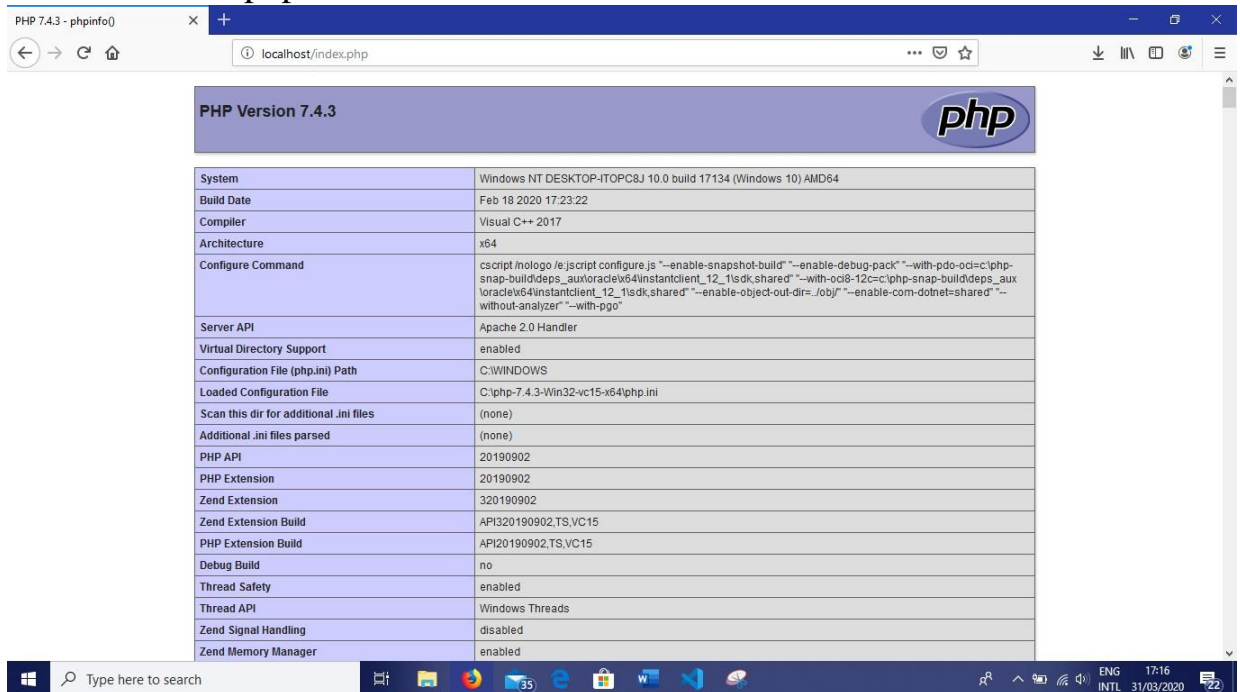 PHP 7.4.3 - phpinfo()
localhost/index.php
PHP Version 7.4.3
php
System Windows NT DESKTOP-ITOPC8J 10.0 build 17134 (Windows 10) AMD64
Build Date Feb 18 2020 17:23:22
Compiler Visual C++ 2017
Architecture x64
Configure Command cscript /nologo /e:jscript configure.js "--enable-snapshot-build" "--enable-debug-pack" "--with-pdo-oci=c:\php-
snap-build\deps_aux\oracle\x64\instantclient_12_1\sdk,shared" "--with-oci8-12c=c:\php-snap-build\deps_aux
\oracle\x64\instantclient_12_1\sdk,shared" "--enable-object-out-dir=../obj/" "--enable-com-dotnet=shared" "--
without-analyzer" "--with-pgo"
Server API Apache 2.0 Handler
Virtual Directory Support enabled
Configuration File (php.ini) Path C:\WINDOWS
Loaded Configuration File C:\php-7.4.3-Win32-vc15-x64\php.ini
Scan this dir for additional .ini files (none)
Additional .ini files parsed (none)
PHP API 20190902
PHP Extension 20190902
Zend Extension 320190902
Zend Extension Build API320190902,TS,VC15
PHP Extension Build API20190902,TS,VC15
Debug Build no
Thread Safety enabled
Thread API Windows Threads
Zend Signal Handling disabled
Zend Memory Manager enabled
Type here to search
35
ENG 17:16
INTL 31/03/2020
22